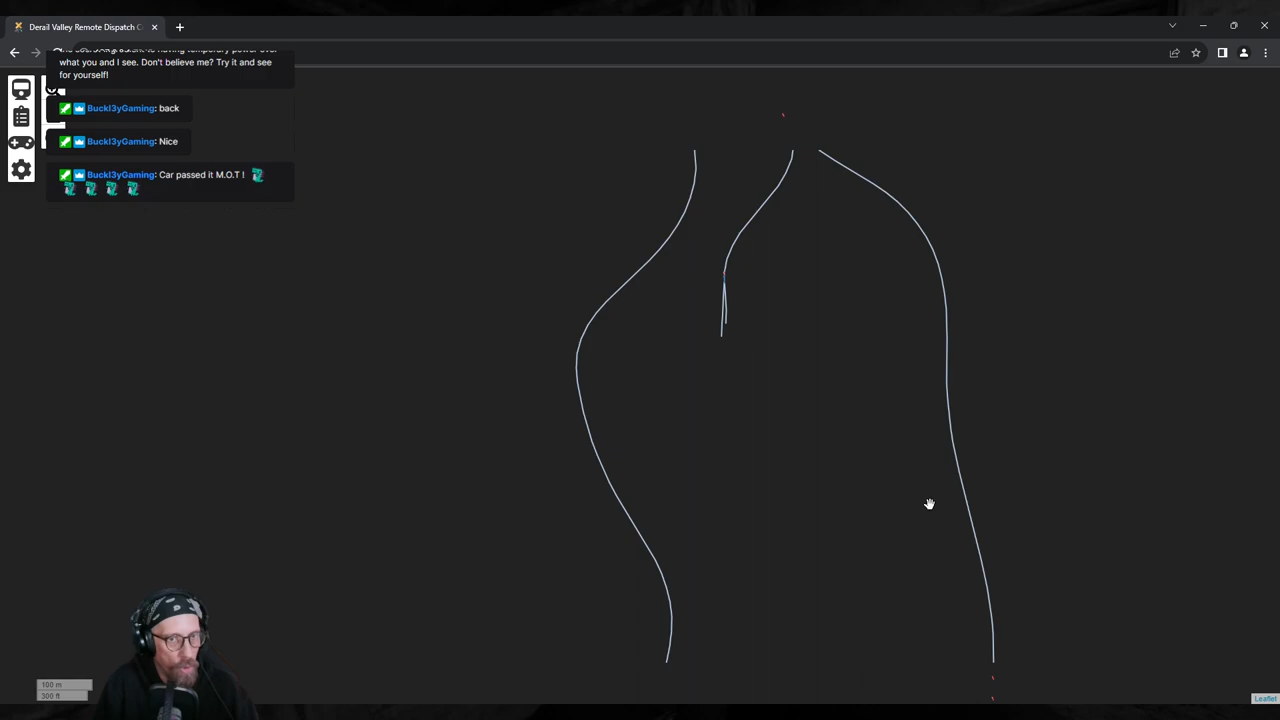 Derail Valley Remote Dispatch C
what you and I see. Don't believe me? Try it and see
for yourself!
Buckl3yGaming: back
Buckl3yGaming: Nice
Buckl3yGaming: Car passed it M.O.T !
100 m
300 ft
Leaflet